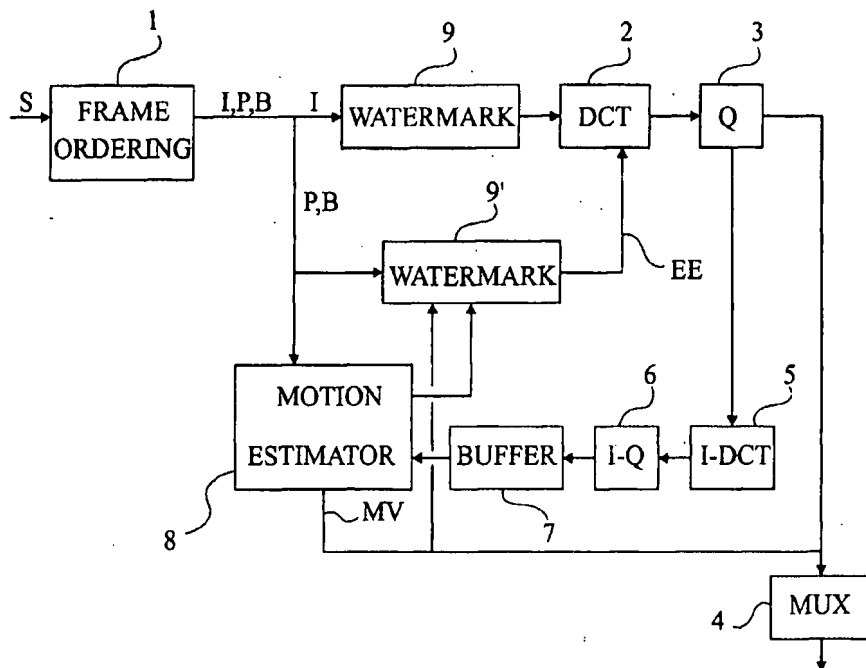 1
9
2
3
S
FRAME
ORDERING
I,P,B
I
WATERMARK
DCT
Q
P,B
9'
WATERMARK
EE
MOTION
ESTIMATOR
6
5
BUFFER
I-Q
I-DCT
8
MV
7
4
MUX